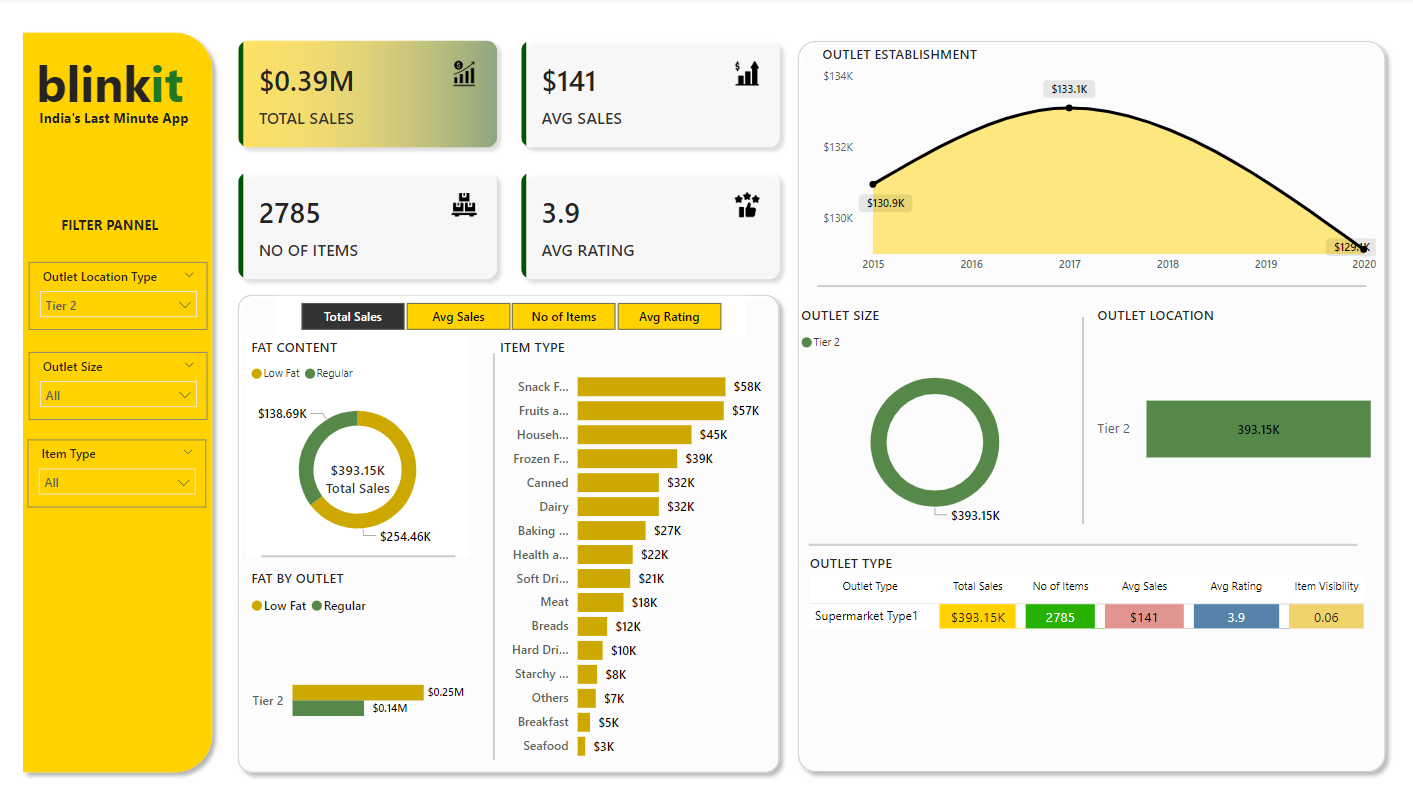 blinkit
India's Last Minute App
FILTER PANNEL
Outlet Location Type
Tier 2
Outlet Size
All
Item Type
All
$0.39M
TOTAL SALES
$141
AVG SALES
2785
NO OF ITEMS
3.9
AVG RATING
Total Sales
Avg Sales
No of Items
Avg Rating
FAT CONTENT
Low Fat Regular
$138.69K
$393.15K
Total Sales
$254.46K
FAT BY OUTLET
Low Fat Regular
Tier 2
$0.25M
$0.14M
ITEM TYPE
Snack F... $58K
Fruits a... $57K
Househ... $45K
Frozen F... $39K
Canned $32K
Dairy $32K
Baking ... $27K
Health a... $22K
Soft Dri... $21K
Meat $18K
Breads $12K
Hard Dri... $10K
Starchy ... $8K
Others $7K
Breakfast $5K
Seafood $3K
OUTLET ESTABLISHMENT
$134K
$132K
$130K
$130.9K
$133.1K
2015 2016 2017 2018 2019 2020
OUTLET SIZE
Tier 2
$393.15K
OUTLET LOCATION
Tier 2 393.15K
OUTLET TYPE
Outlet Type Total Sales No of Items Avg Sales Avg Rating Item Visibility
Supermarket Type1 $393.15K 2785 $141 3.9 0.06